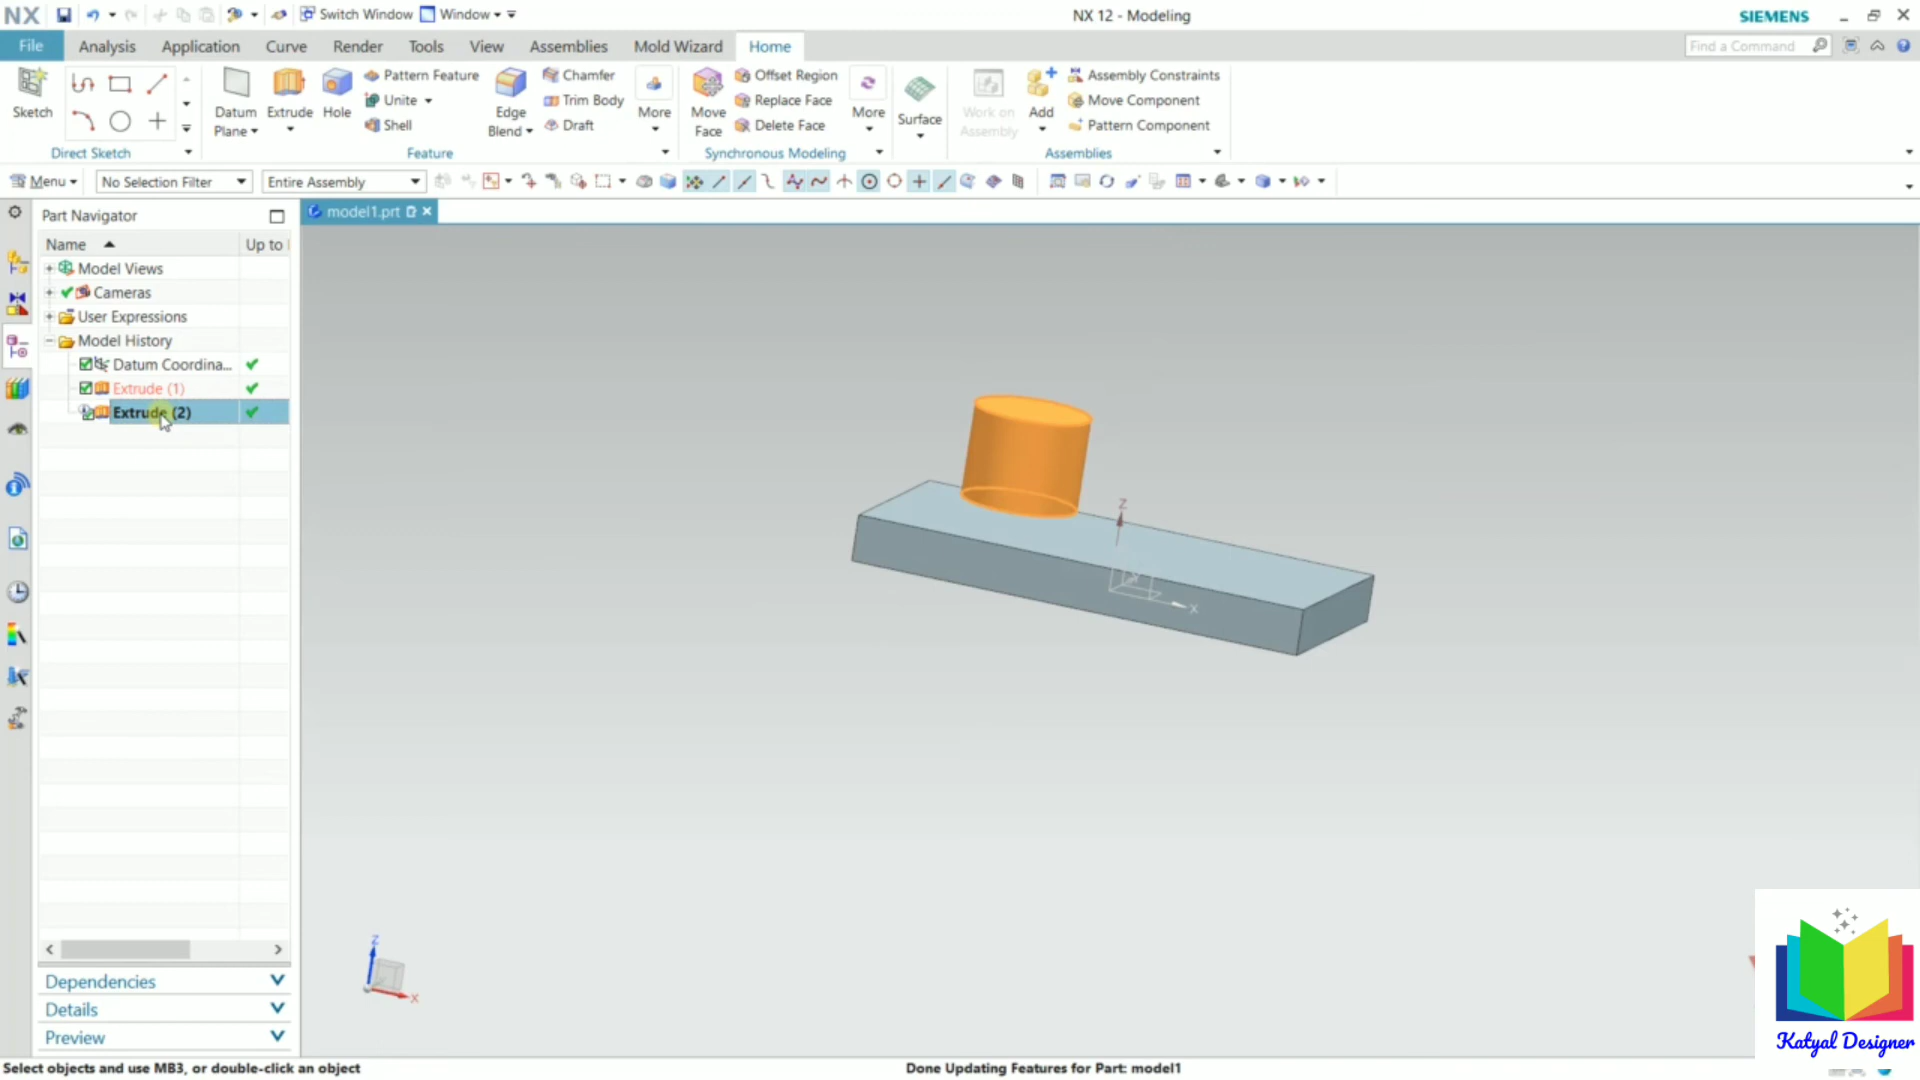 NX Switch Window Window NX 12 - Modeling SIEMENS
File Analysis Application Curve Render Tools View Assemblies Mold Wizard Home Find a Command
Sketch
Direct Sketch
Datum Plane
Extrude
Hole
Pattern Feature
Unite
Shell
Edge Blend
Chamfer
Trim Body
Draft
More
Feature
Move Face
Offset Region
Replace Face
Delete Face
More
Synchronous Modeling
Surface
Work on Assembly
Add
Assembly Constraints
Move Component
Pattern Component
Assemblies
Menu No Selection Filter Entire Assembly
Part Navigator
model1.prt
Name Up to
Model Views
Cameras
User Expressions
Model History
Datum Coordina...
Extrude (1)
Extrude (2)
Z
X
Z
X
Dependencies
Details
Preview
Katyal Designer
Select objects and use MB3, or double-click an object Done Updating Features for Part: model1